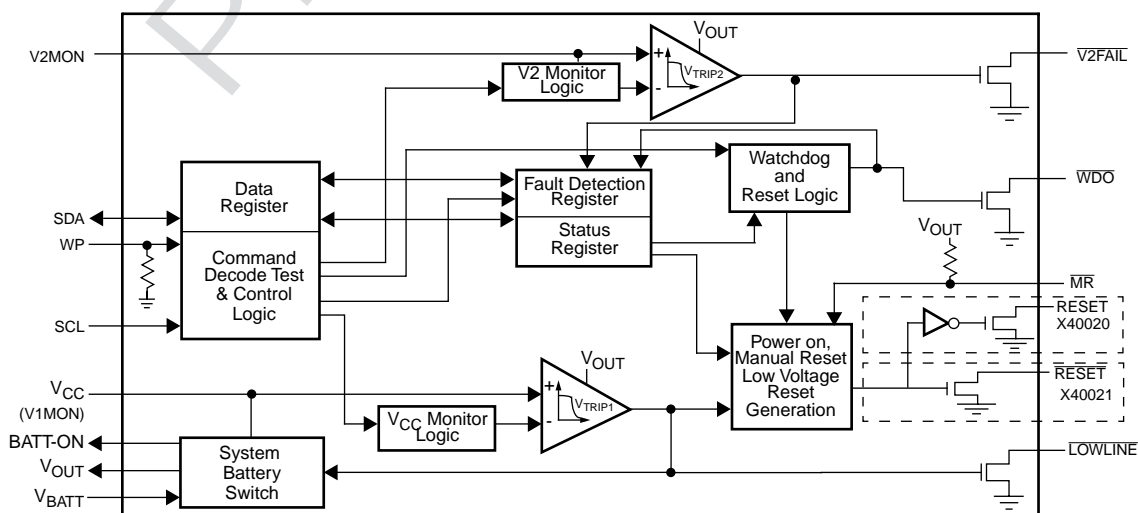 VOUT
V2MON
+
VTRIP2
-
V2FAIL
V2 Monitor
Logic
Data
Register
Fault Detection
Register
Status
Register
Watchdog
and
Reset Logic
WDO
SDA
WP
Command
Decode Test
& Control
Logic
SCL
VOUT
MR
RESET
X40020
Power on,
Manual Reset
Low Voltage
Reset
Generation
RESET
X40021
VOUT
VCC
(V1MON)
+
VTRIP1
-
VCC Monitor
Logic
BATT-ON
VOUT
VBATT
System
Battery
Switch
LOWLINE